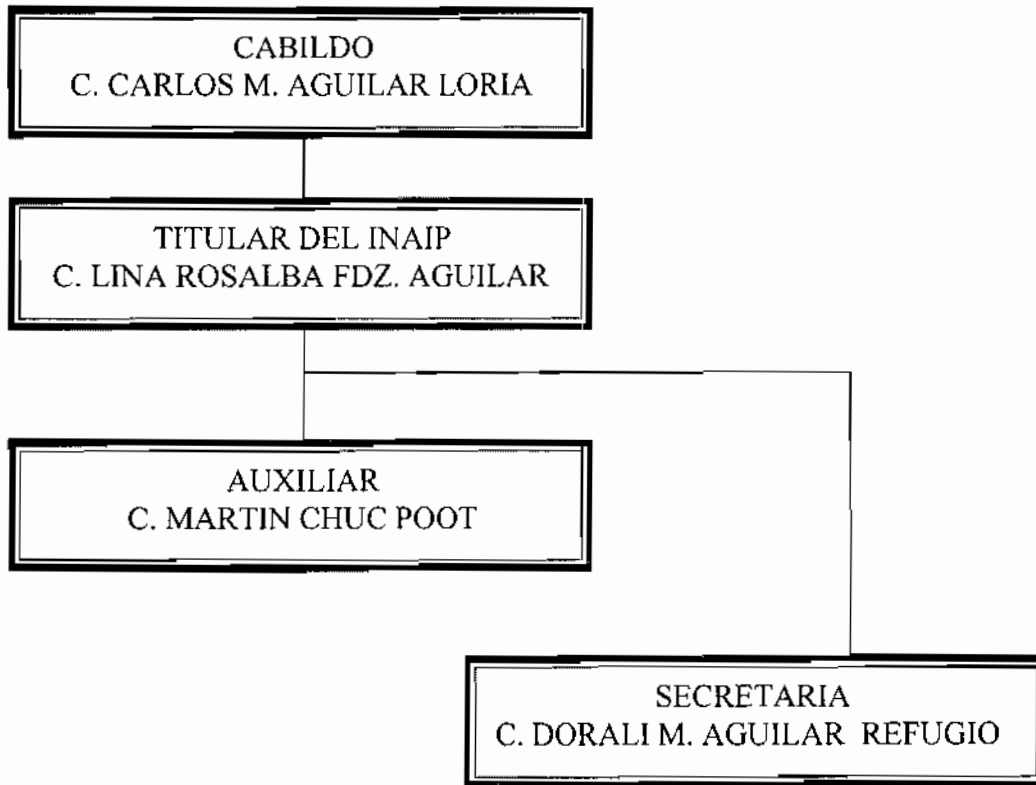 CABILDO
C. CARLOS M. AGUILAR LORIA
TITULAR DEL INAIP
C. LINA ROSALBA FDZ. AGUILAR
AUXILIAR
C. MARTIN CHUC POOT
SECRETARIA
C. DORALI M. AGUILAR REFUGIO